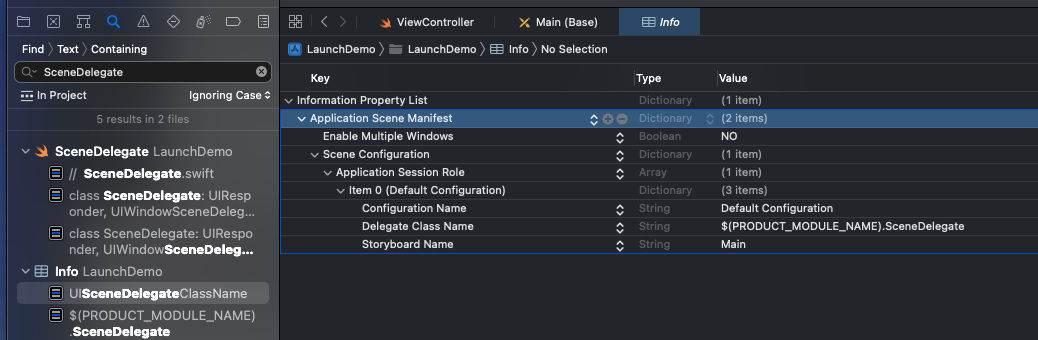 ViewController
Main (Base)
Info
Find 〉 Text 〉 Containing
LaunchDemo 〉 LaunchDemo 〉 Info 〉 No Selection
SceneDelegate
Key Type Value
In Project Ignoring Case
Information Property List Dictionary (1 item)
5 results in 2 files
Application Scene Manifest Dictionary (2 items)
Enable Multiple Windows Boolean NO
SceneDelegate LaunchDemo
Scene Configuration Dictionary (1 item)
// SceneDelegate.swift
Application Session Role Array (1 item)
class SceneDelegate: UIResp
onder, UIWindowSceneDeleg...
Item 0 (Default Configuration) Dictionary (3 items)
Configuration Name String Default Configuration
class SceneDelegate: UIRespo
nder, UIWindowSceneDeleg...
Delegate Class Name String $(PRODUCT_MODULE_NAME).SceneDelegate
Storyboard Name String Main
Info LaunchDemo
UISceneDelegateClassName
$(PRODUCT_MODULE_NAME)
.SceneDelegate